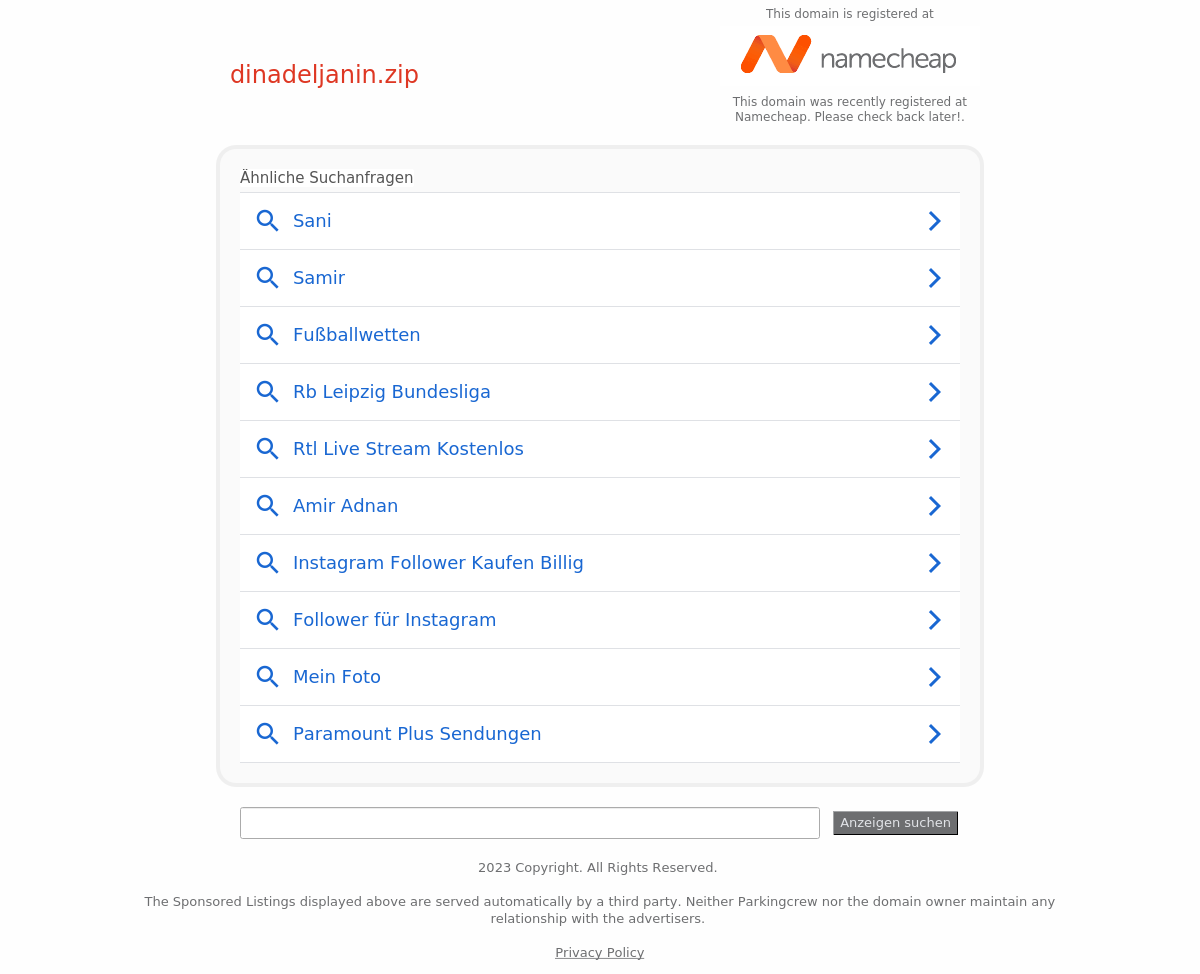 This domain is registered at
namecheap
dinadeljanin.zip
This domain was recently registered at
Namecheap. Please check back later!.
Ähnliche Suchanfragen
Sani
Samir
Fußballwetten
Rb Leipzig Bundesliga
Rtl Live Stream Kostenlos
Amir Adnan
Instagram Follower Kaufen Billig
Follower für Instagram
Mein Foto
Paramount Plus Sendungen
Anzeigen suchen
2023 Copyright. All Rights Reserved.
The Sponsored Listings displayed above are served automatically by a third party. Neither Parkingcrew nor the domain owner maintain any
relationship with the advertisers.
Privacy Policy